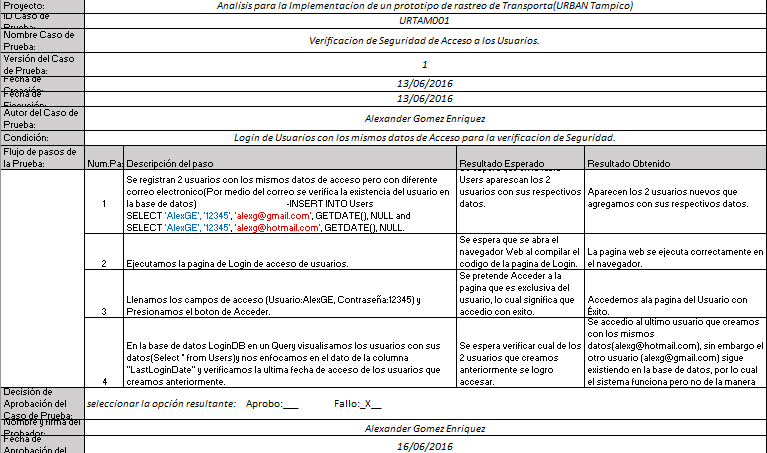 Proyecto: Analisis para la Implementacion de un prototipo de rastreo de Transporta(URBAN Tampico)
ID Caso de Prueba: URTAM001
Nombre Caso de Prueba: Verificacion de Seguridad de Acceso a los Usuarios.
Versión del Caso de Prueba: 1
Fecha de Creación: 13/06/2016
Fecha de Ejecución: 13/06/2016
Autor del Caso de Prueba: Alexander Gomez Enriquez
Condición: Login de Usuarios con los mismos datos de Acceso para la verificacion de Seguridad.
Flujo de pasos de la Prueba:
Num.Pa: Descripción del paso Resultado Esperado Resultado Obtenido
1
Se registran 2 usuarios con los mismos datos de acceso pero con diferente
correo electronico(Por medio del correo se verifica la existencia del usuario en
la base de datos) -INSERT INTO Users
SELECT 'AlexGE', '12345', 'alexg@gmail.com', GETDATE(), NULL and
SELECT 'AlexGE', '12345', 'alexg@hotmail.com', GETDATE(), NULL.
Users aparescan los 2
usuarios con sus respectivos
datos.
Aparecen los 2 usuarios nuevos que
agregamos con sus respectivos datos.
2
Ejecutamos la pagina de Login de acceso de usuarios.
Se espera que se abra el
navegador Web al compilar el
codigo de la pagina de Login.
La pagina web se ejecuta correctamente en
el navegador.
3
Llenamos los campos de acceso (Usuario:AlexGE, Contraseña:12345) y
Presionamos el boton de Acceder.
Se pretende Acceder a la
pagina que es exclusiva del
usuario, lo cual significa que
accedio con exito.
Accedemos ala pagina del Usuario con
Éxito.
4
En la base de datos LoginDB en un Query visualisamos los usuarios con sus
datos(Select * from Users)y nos enfocamos en el dato de la columna
"LastLoginDate" y verificamos la ultima fecha de acceso de los usuarios que
creamos anteriormente.
Se espera verificar cual de los
2 usuarios que creamos
anteriormente se logro
accesar.
Se accedio al ultimo usuario que creamos
con los mismos
datos(alexg@hotmail.com), sin embargo el
otro usuario (alexg@gmail.com) sigue
existiendo en la base de datos, por lo cual
el sistema funciona pero no de la manera
Decisión de
Aprobación del
Caso de Prueba:
seleccionar la opción resultante: Aprobo:___ Fallo:_X__
Nombre y firma del
Probador:
Alexander Gomez Enriquez
Fecha de
Aprobación del
16/06/2016